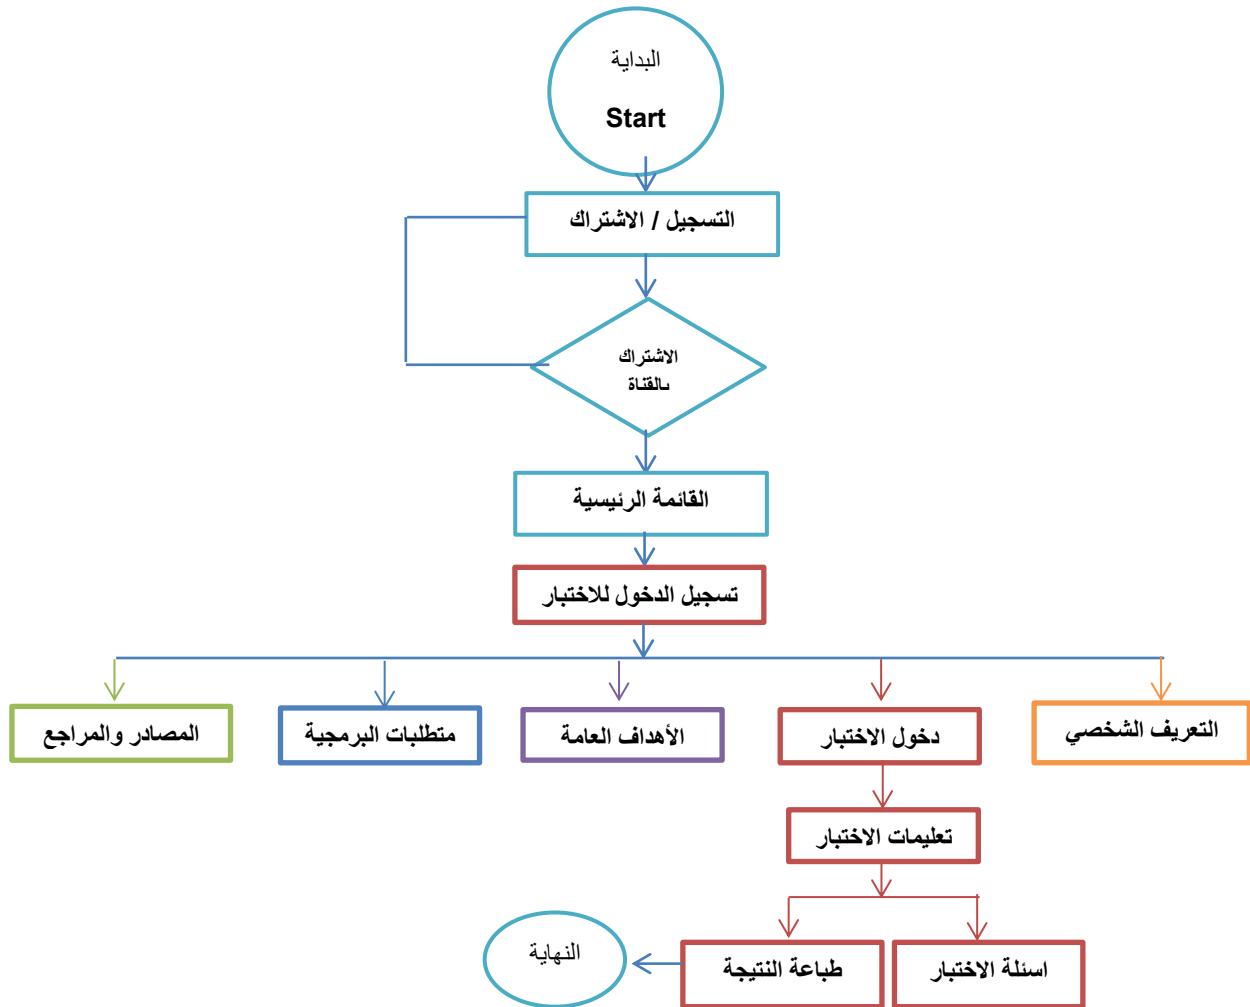 البداية
Start
التسجيل / الاشتراك
الاشتراك
بالقناة
القائمة الرئيسية
تسجيل الدخول للاختبار
التعريف الشخصي
دخول الاختبار
الأهداف العامة
متطلبات البرمجية
المصادر والمراجع
تعليمات الاختبار
اسئلة الاختبار
طباعة النتيجة
النهاية